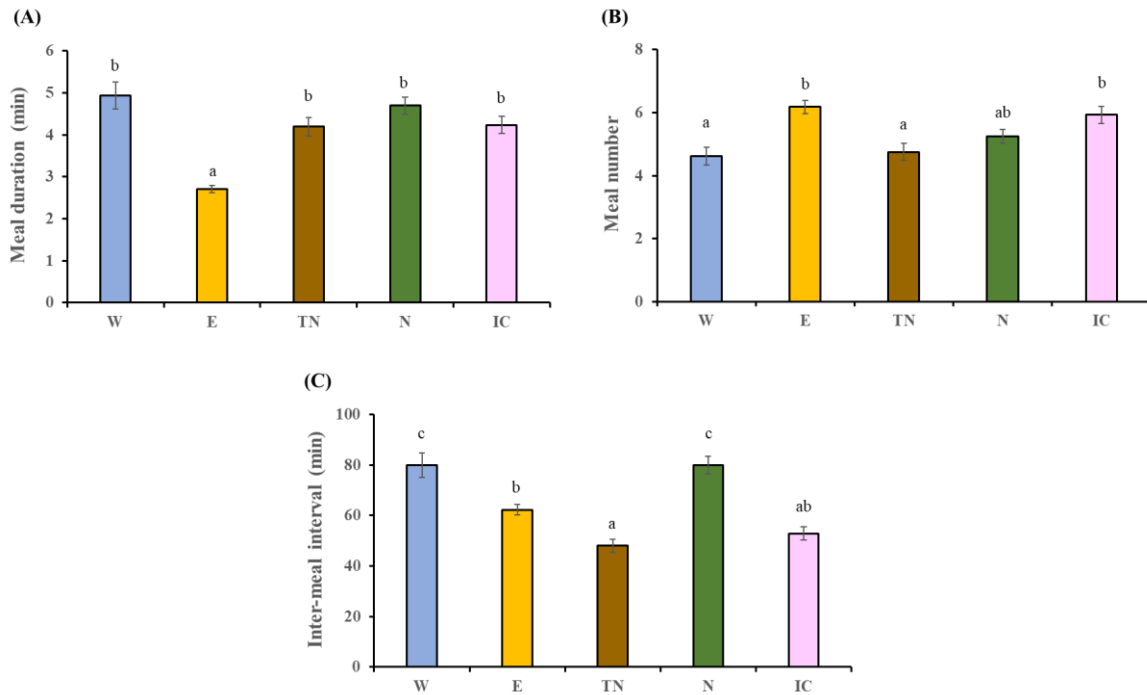 (A)
Meal duration (min)
6
5
4
3
2
1
0
b
a
b
b
b
W E TN N IC
(B)
Meal number
8
6
4
2
0
a
b
a
ab
b
W E TN N IC
(C)
Inter-meal interval (min)
100
80
60
40
20
0
c
b
a
c
ab
W E TN N IC